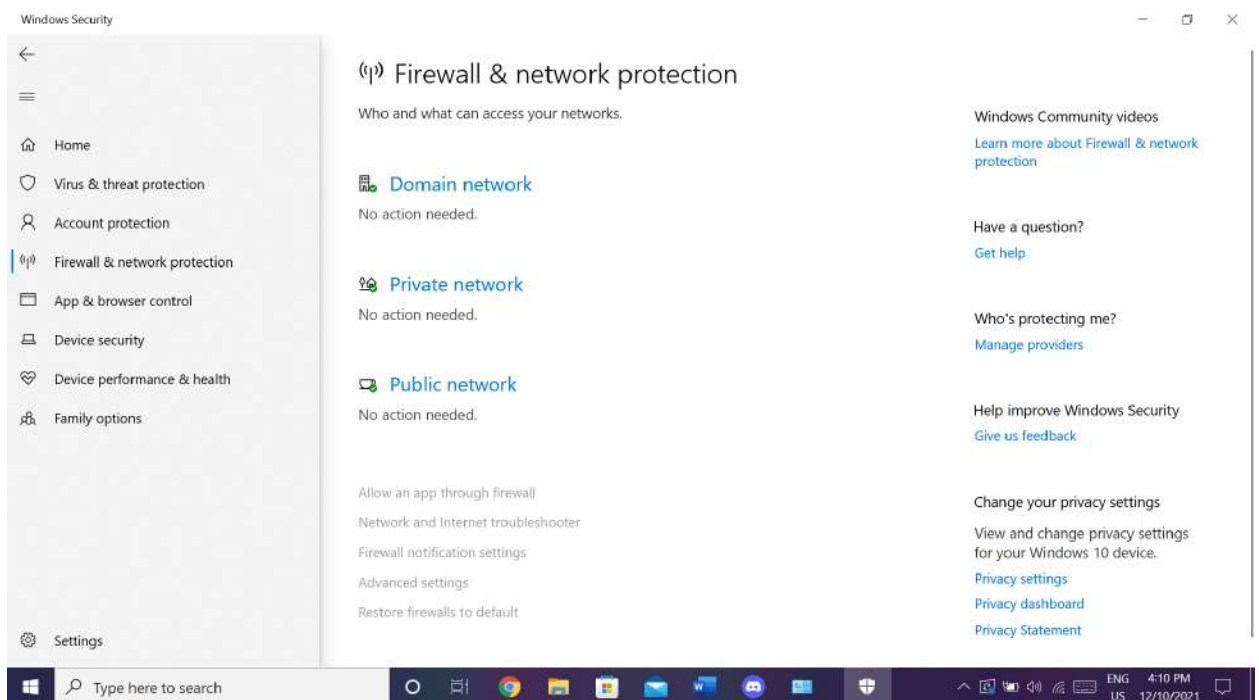 Windows Security
Home
Virus & threat protection
Account protection
Firewall & network protection
App & browser control
Device security
Device performance & health
Family options
Settings
Firewall & network protection
Who and what can access your networks.
Domain network
No action needed.
Private network
No action needed.
Public network
No action needed.
Allow an app through firewall
Network and Internet troubleshooter
Firewall notification settings
Advanced settings
Restore firewalls to default
Windows Community videos
Learn more about Firewall & network
protection
Have a question?
Get help
Who's protecting me?
Manage providers
Help improve Windows Security
Give us feedback
Change your privacy settings
View and change privacy settings
for your Windows 10 device.
Privacy settings
Privacy dashboard
Privacy Statement
Type here to search
ENG 4:10 PM
US 12/10/2021